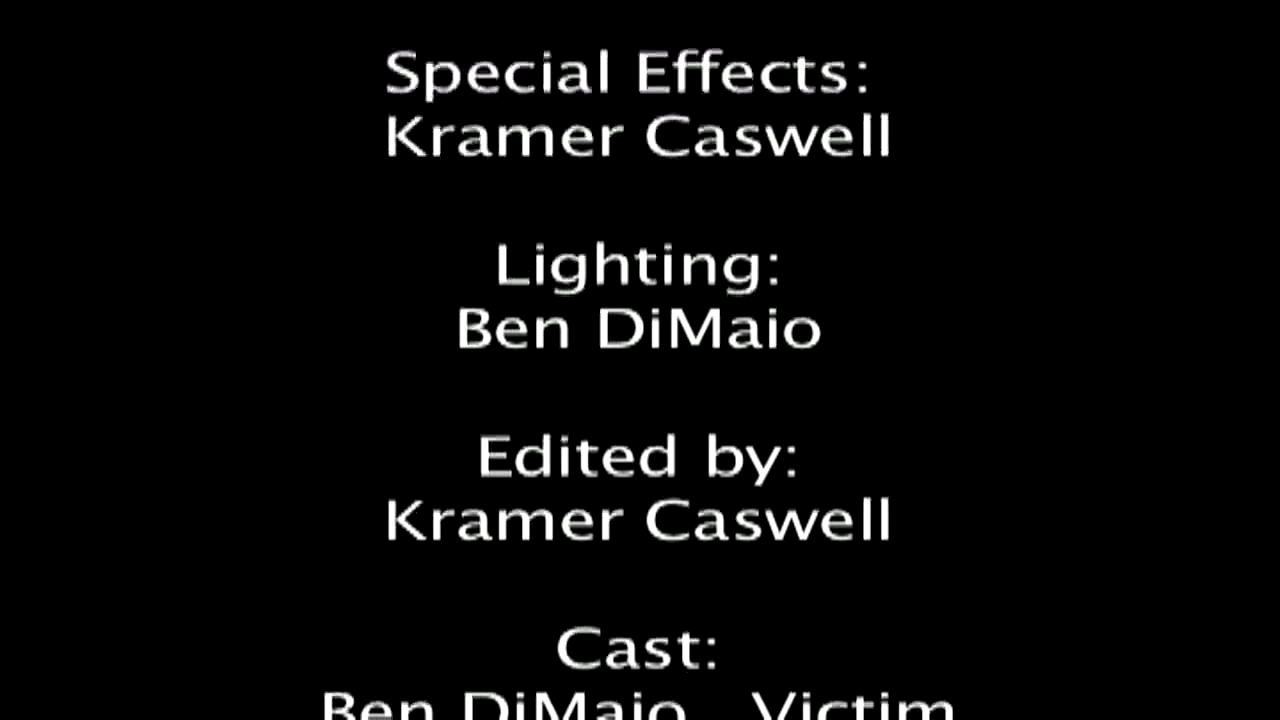 Special Effects:
Kramer Caswell
Lighting:
Ben DiMaio
Edited by:
Kramer Caswell
Cast:
Ben DiMaio Victim